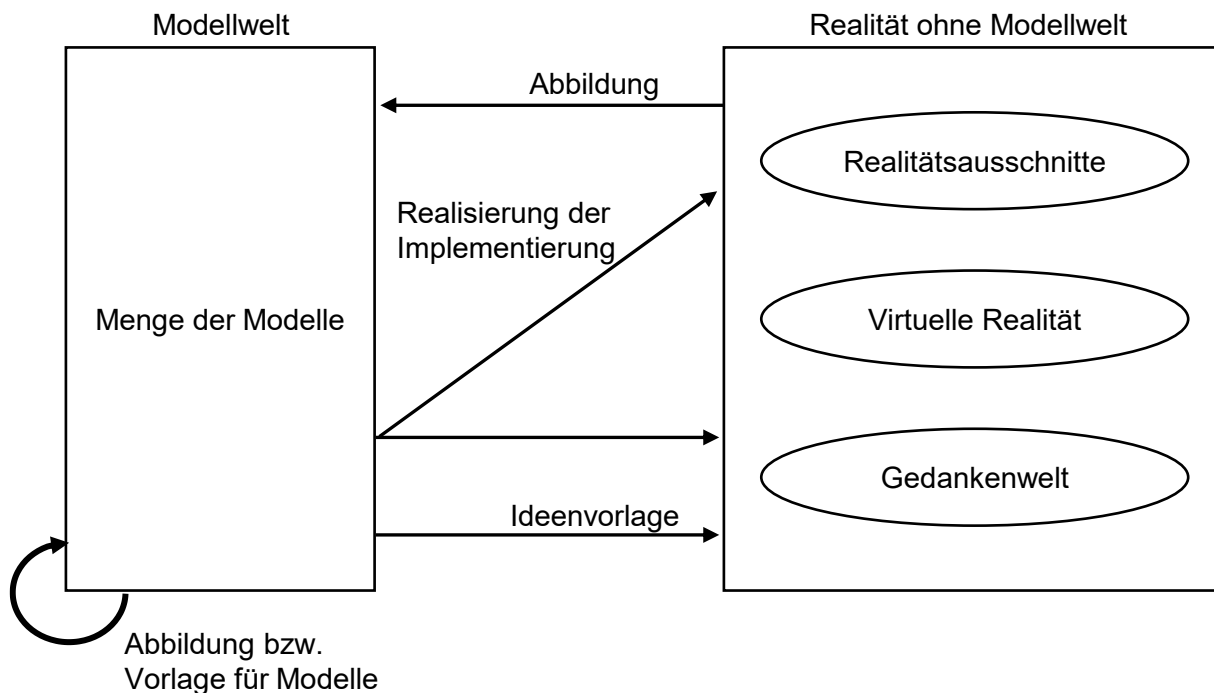 Modellwelt
Realität ohne Modellwelt
Abbildung
Realitätsausschnitte
Realisierung der
Implementierung
Menge der Modelle
Virtuelle Realität
Gedankenwelt
Ideenvorlage
Abbildung bzw.
Vorlage für Modelle